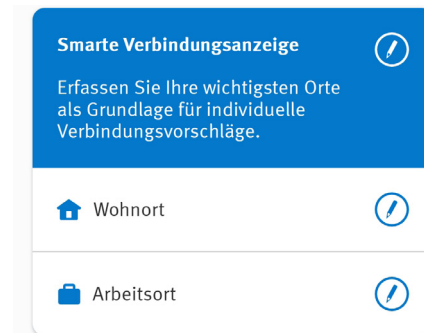 Smarte Verbindungsanzeige
Erfassen Sie Ihre wichtigsten Orte
als Grundlage für individuelle
Verbindungsvorschläge.
Wohnort
Arbeitsort